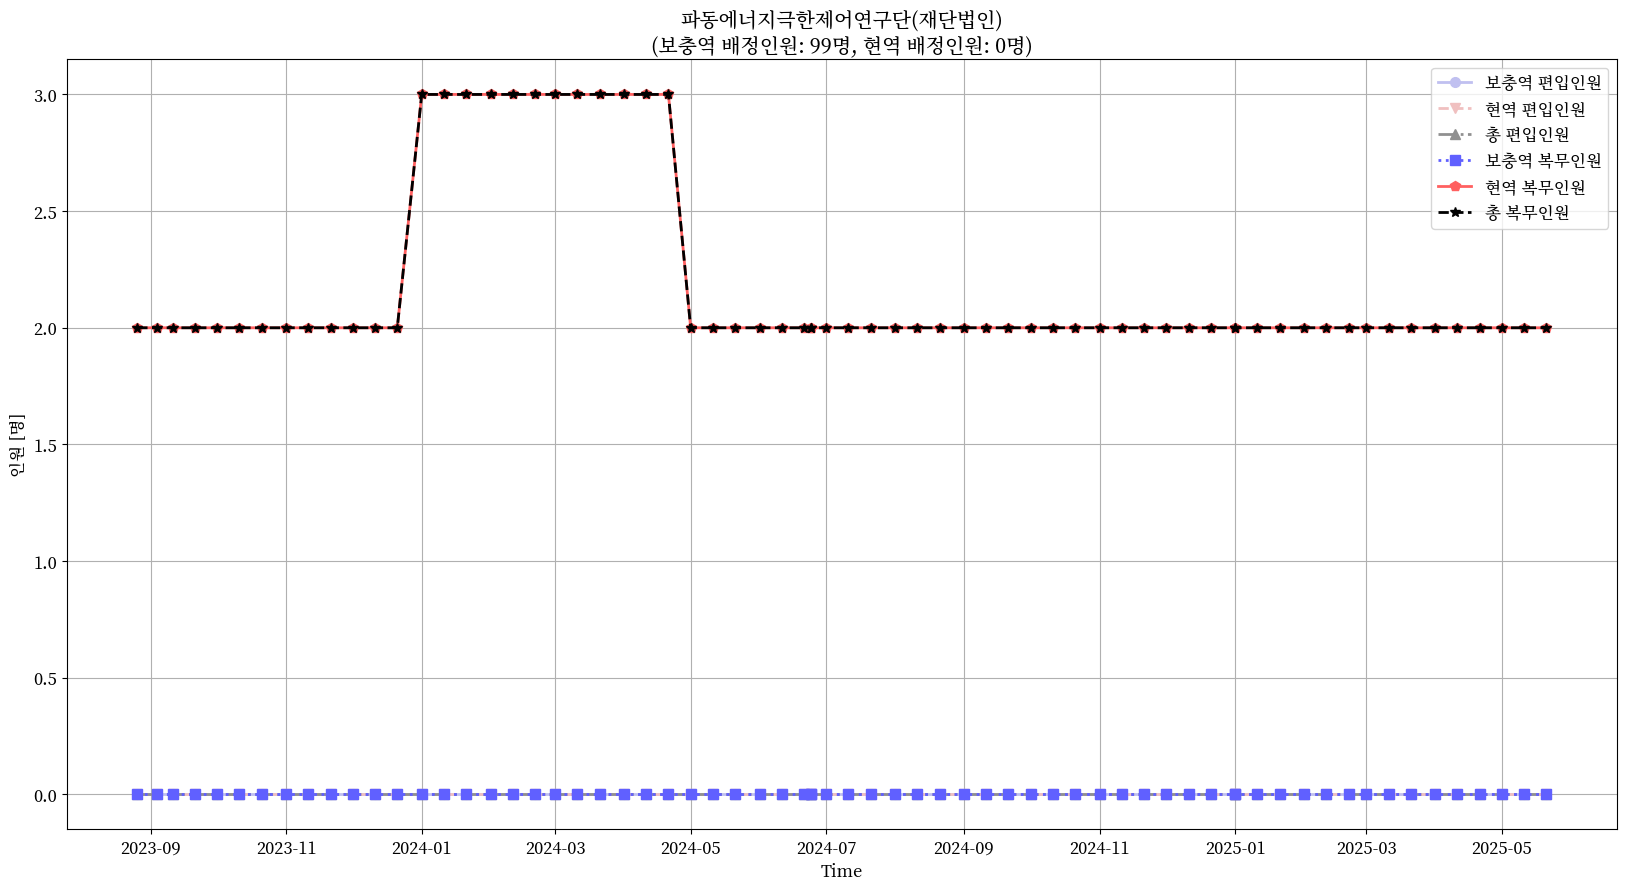 파동에너지극한제어연구단(재단법인)
(보충역 배정인원: 99명, 현역 배정인원: 0명)
보충역 편입인원
현역 편입인원
총 편입인원
보충역 복무인원
현역 복무인원
총 복무인원
인원 [명]
3.0
2.5
2.0
1.5
1.0
0.5
0.0
2023-09 2023-11 2024-01 2024-03 2024-05 2024-07 2024-09 2024-11 2025-01 2025-03 2025-05
Time